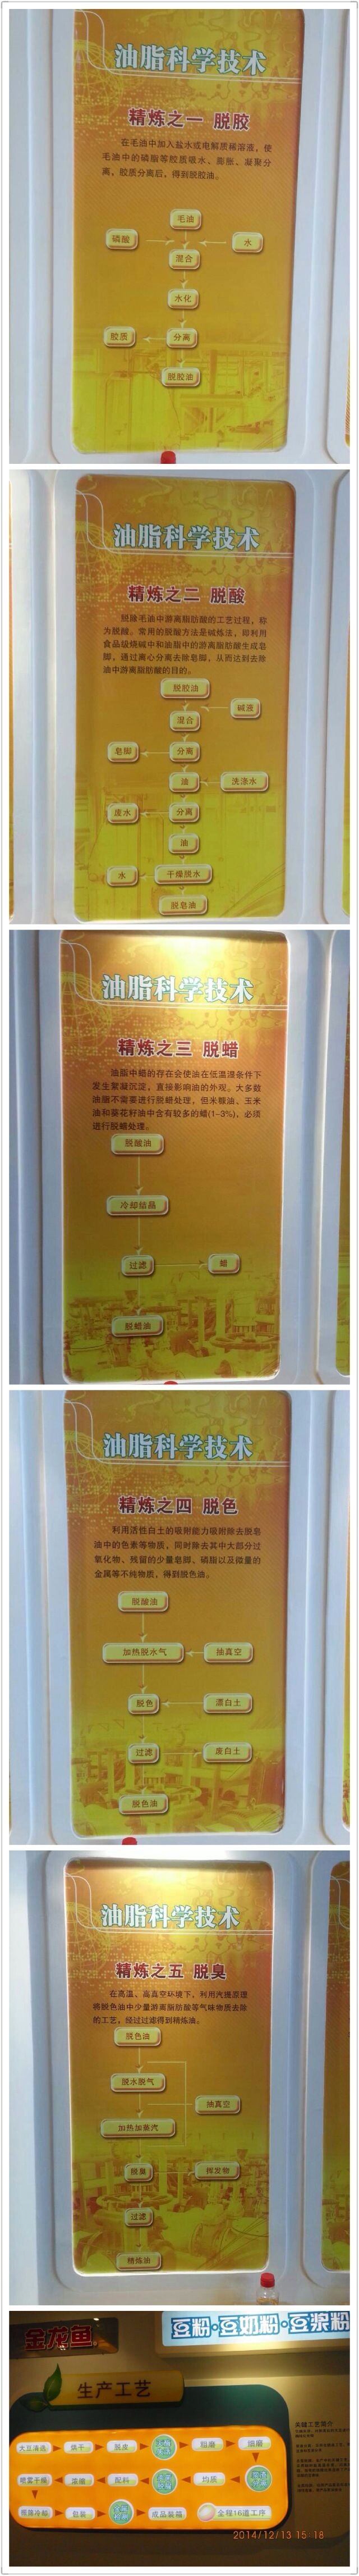 油脂科学技术
精炼之一 脱胶
在毛油中加入盐水或电解质稀溶液，使
毛油中的磷脂等胶质吸水、膨胀、凝聚分
离，胶质分离后，得到脱胶油。
毛油
磷酸
水
混合
水化
胶质
分离
脱胶油
油脂科学技术
精炼之二 脱酸
脱除毛油中游离脂肪酸的工艺过程，称
为脱酸。常用的脱酸方法是碱炼法，即利用
食品级烧碱中和油脂中的游离脂肪酸生成皂
脚，通过离心分离去除皂脚，从而达到去除
油中游离脂肪酸的目的。
脱胶油
碱液
混合
皂脚
分离
油
洗涤水
废水
分离
油
水
干燥脱水
脱皂油
油脂科学技术
精炼之三 脱蜡
油脂中蜡的存在会使油在低温湿条件下
发生絮凝沉淀，直接影响油的外观。大多数
油脂不需要进行脱蜡处理，但米糠油、玉米
油和葵花籽油中含有较多的蜡(1-3%)，必须
进行脱蜡处理。
脱酸油
冷却结晶
过滤
蜡
脱蜡油
油脂科学技术
精炼之四 脱色
利用活性白土的吸附能力吸附除去脱皂
油中的色素等物质，同时除去其中大部分过
氧化物、残留的少量皂脚、磷脂以及微量的
金属等不纯物质，得到脱色油。
脱酸油
加热脱水气
抽真空
脱色
漂白土
过滤
废白土
脱色油
油脂科学技术
精炼之五 脱臭
在高温、高真空环境下，利用汽提原理
将脱色油中少量游离脂肪酸等气味物质去除
的工艺，经过过滤得到精炼油。
脱色油
脱水脱气
抽真空
加热加蒸汽
脱臭
挥发物
过滤
精炼油
金龙鱼
豆粉·豆奶粉·豆浆粉
生产工艺
大豆清选
烘干
脱皮
粗磨
细磨
喷雾干燥
浓缩
配料
均质
包装
成品装箱
全程16道工序
2014/12/13 15:18